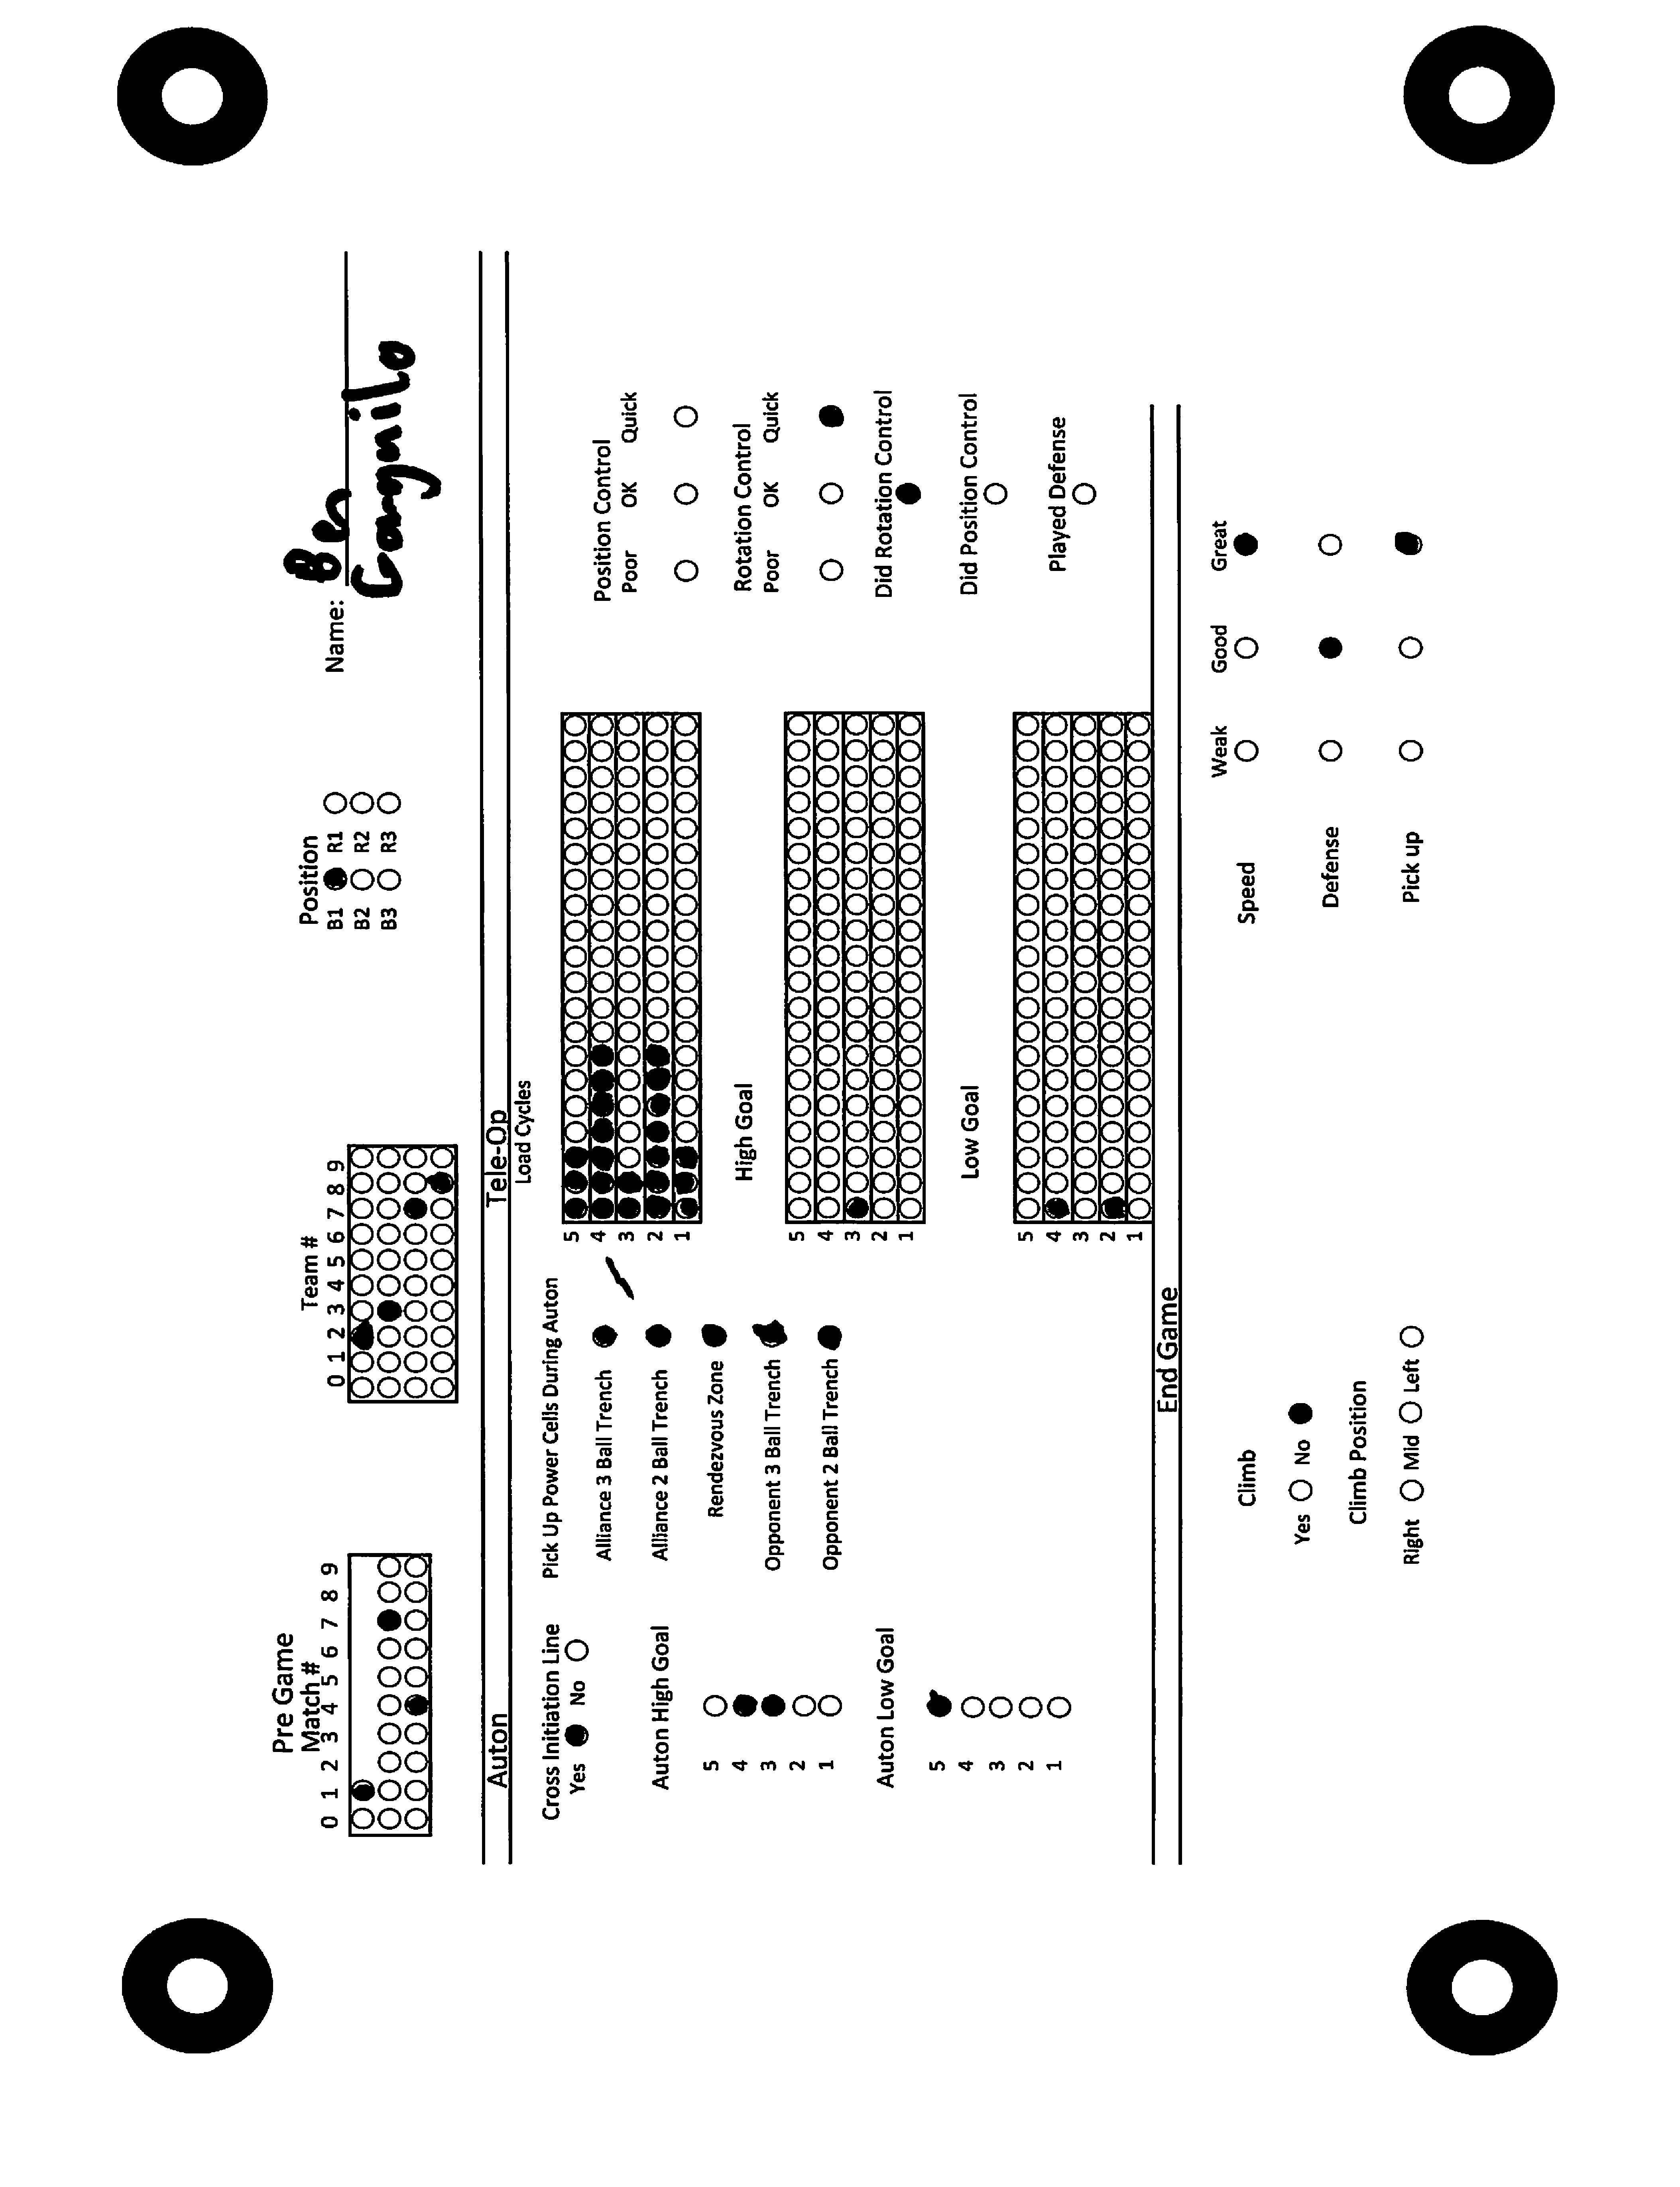 Pre Game
Match #
0 1 2 3 4 5 6 7 8 9
Team #
0 1 2 3 4 5 6 7 8 9
Position
B1 R1
B2 R2
B3 R3
Name: Ben
Gangnilo
Auton
Tele-Op
Cross Initiation Line
Yes No
Auton High Goal
5
4
3
2
1
Auton Low Goal
5
4
3
2
1
Pick Up Power Cells During Auton
Alliance 3 Ball Trench
Alliance 2 Ball Trench
Rendezvous Zone
Opponent 3 Ball Trench
Opponent 2 Ball Trench
Load Cycles
5
4
3
2
1
High Goal
5
4
3
2
1
Low Goal
5
4
3
2
1
Position Control
Poor OK Quick
Rotation Control
Poor OK Quick
Did Rotation Control
Did Position Control
Played Defense
End Game
Climb
Yes No
Climb Position
Right Mid Left
Weak Good Great
Speed
Defense
Pick up